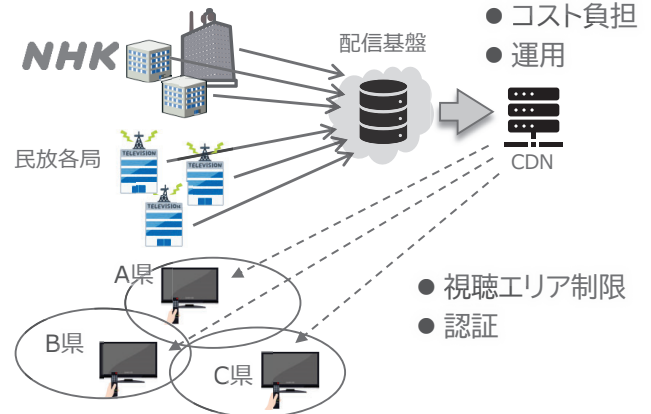 NHK
配信基盤
● コスト負担
● 運用
CDN
民放各局
TELEVISION
TELEVISION
TELEVISION
A県
B県
C県
● 視聴エリア制限
● 認証